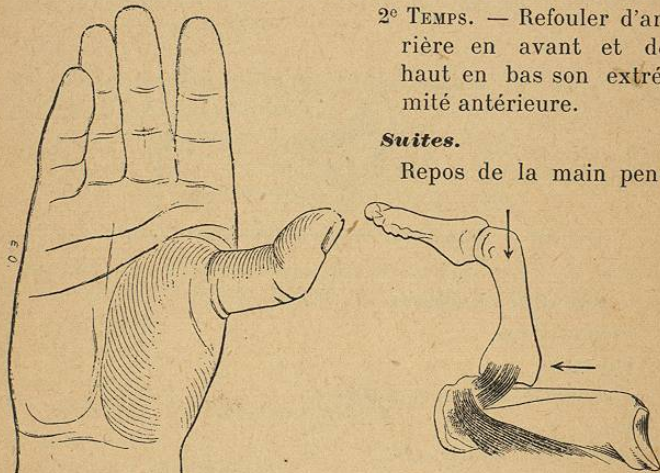 2e TEMPS. — Refouler d'ar
rière en avant et de
haut en bas son extré
mité antérieure.
Suites.
Repos de la main pen
E.O.